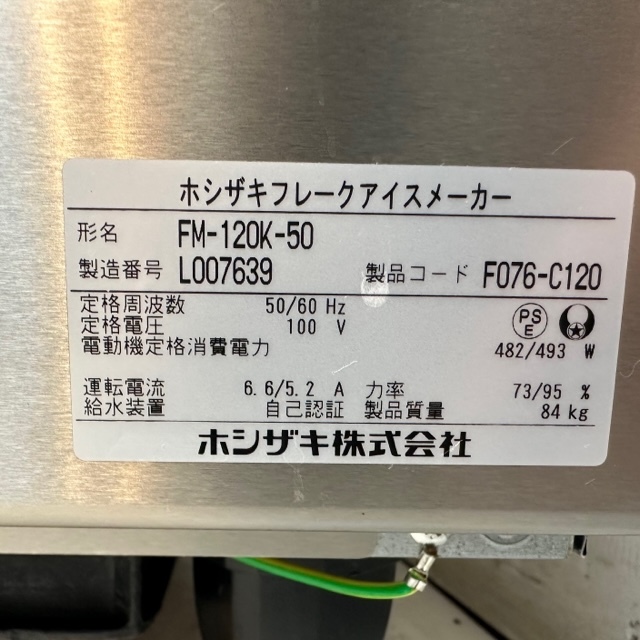 ホシザキフレークアイスメーカー
形名 FM-120K-50
製造番号 L007639 製品コード F076-C120
定格周波数 50/60 Hz
定格電圧 100 V
PS E
電動機定格消費電力 482/493 W
運転電流 6.6/5.2 A 力率 73/95 %
給水装置 自己認証 製品質量 84 kg
ホシザキ株式会社